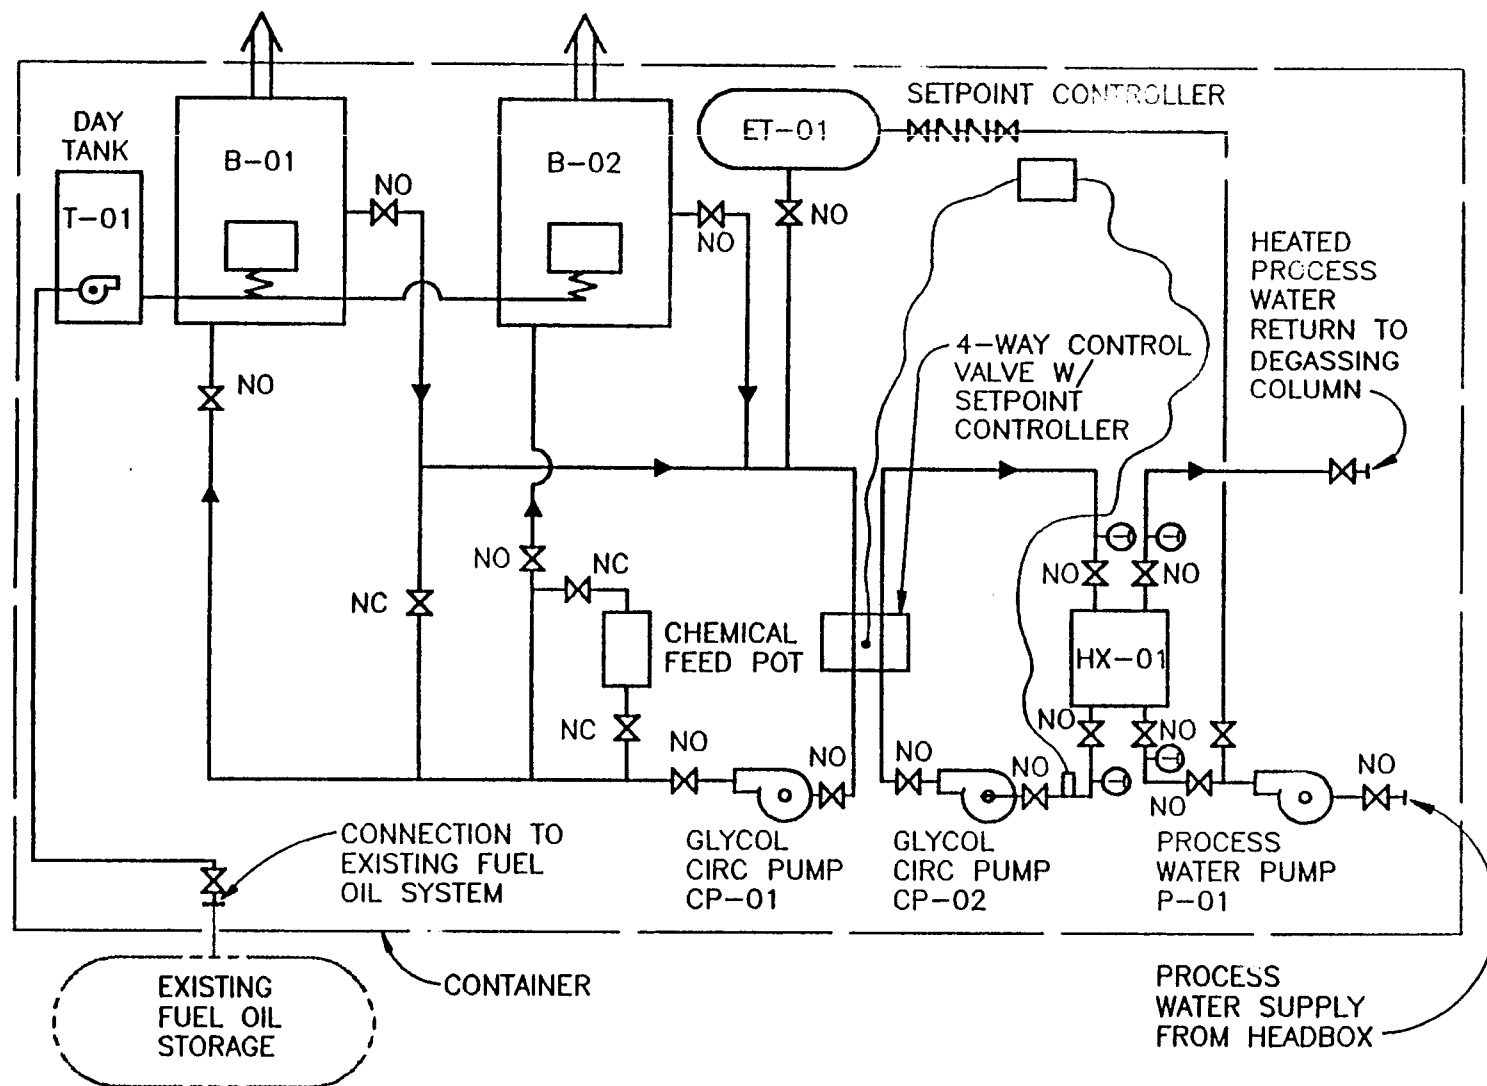 SETPOINT CONTROLLER
DAY
TANK
T-01
B-01
B-02
ET-01
NO
NO
NO
HEATED
PROCESS
WATER
RETURN TO
DEGASSING
COLUMN
4-WAY CONTROL
VALVE W/
SETPOINT
CONTROLLER
NO
NO
NC
NC
NO
NO
CHEMICAL
FEED POT
HX-01
NC
NO
NO
NO
NO
NO
NO
NO
NO
GLYCOL
CIRC PUMP
CP-01
GLYCOL
CIRC PUMP
CP-02
PROCESS
WATER PUMP
P-01
CONNECTION TO
EXISTING FUEL
OIL SYSTEM
CONTAINER
EXISTING
FUEL OIL
STORAGE
PROCESS
WATER SUPPLY
FROM HEADBOX